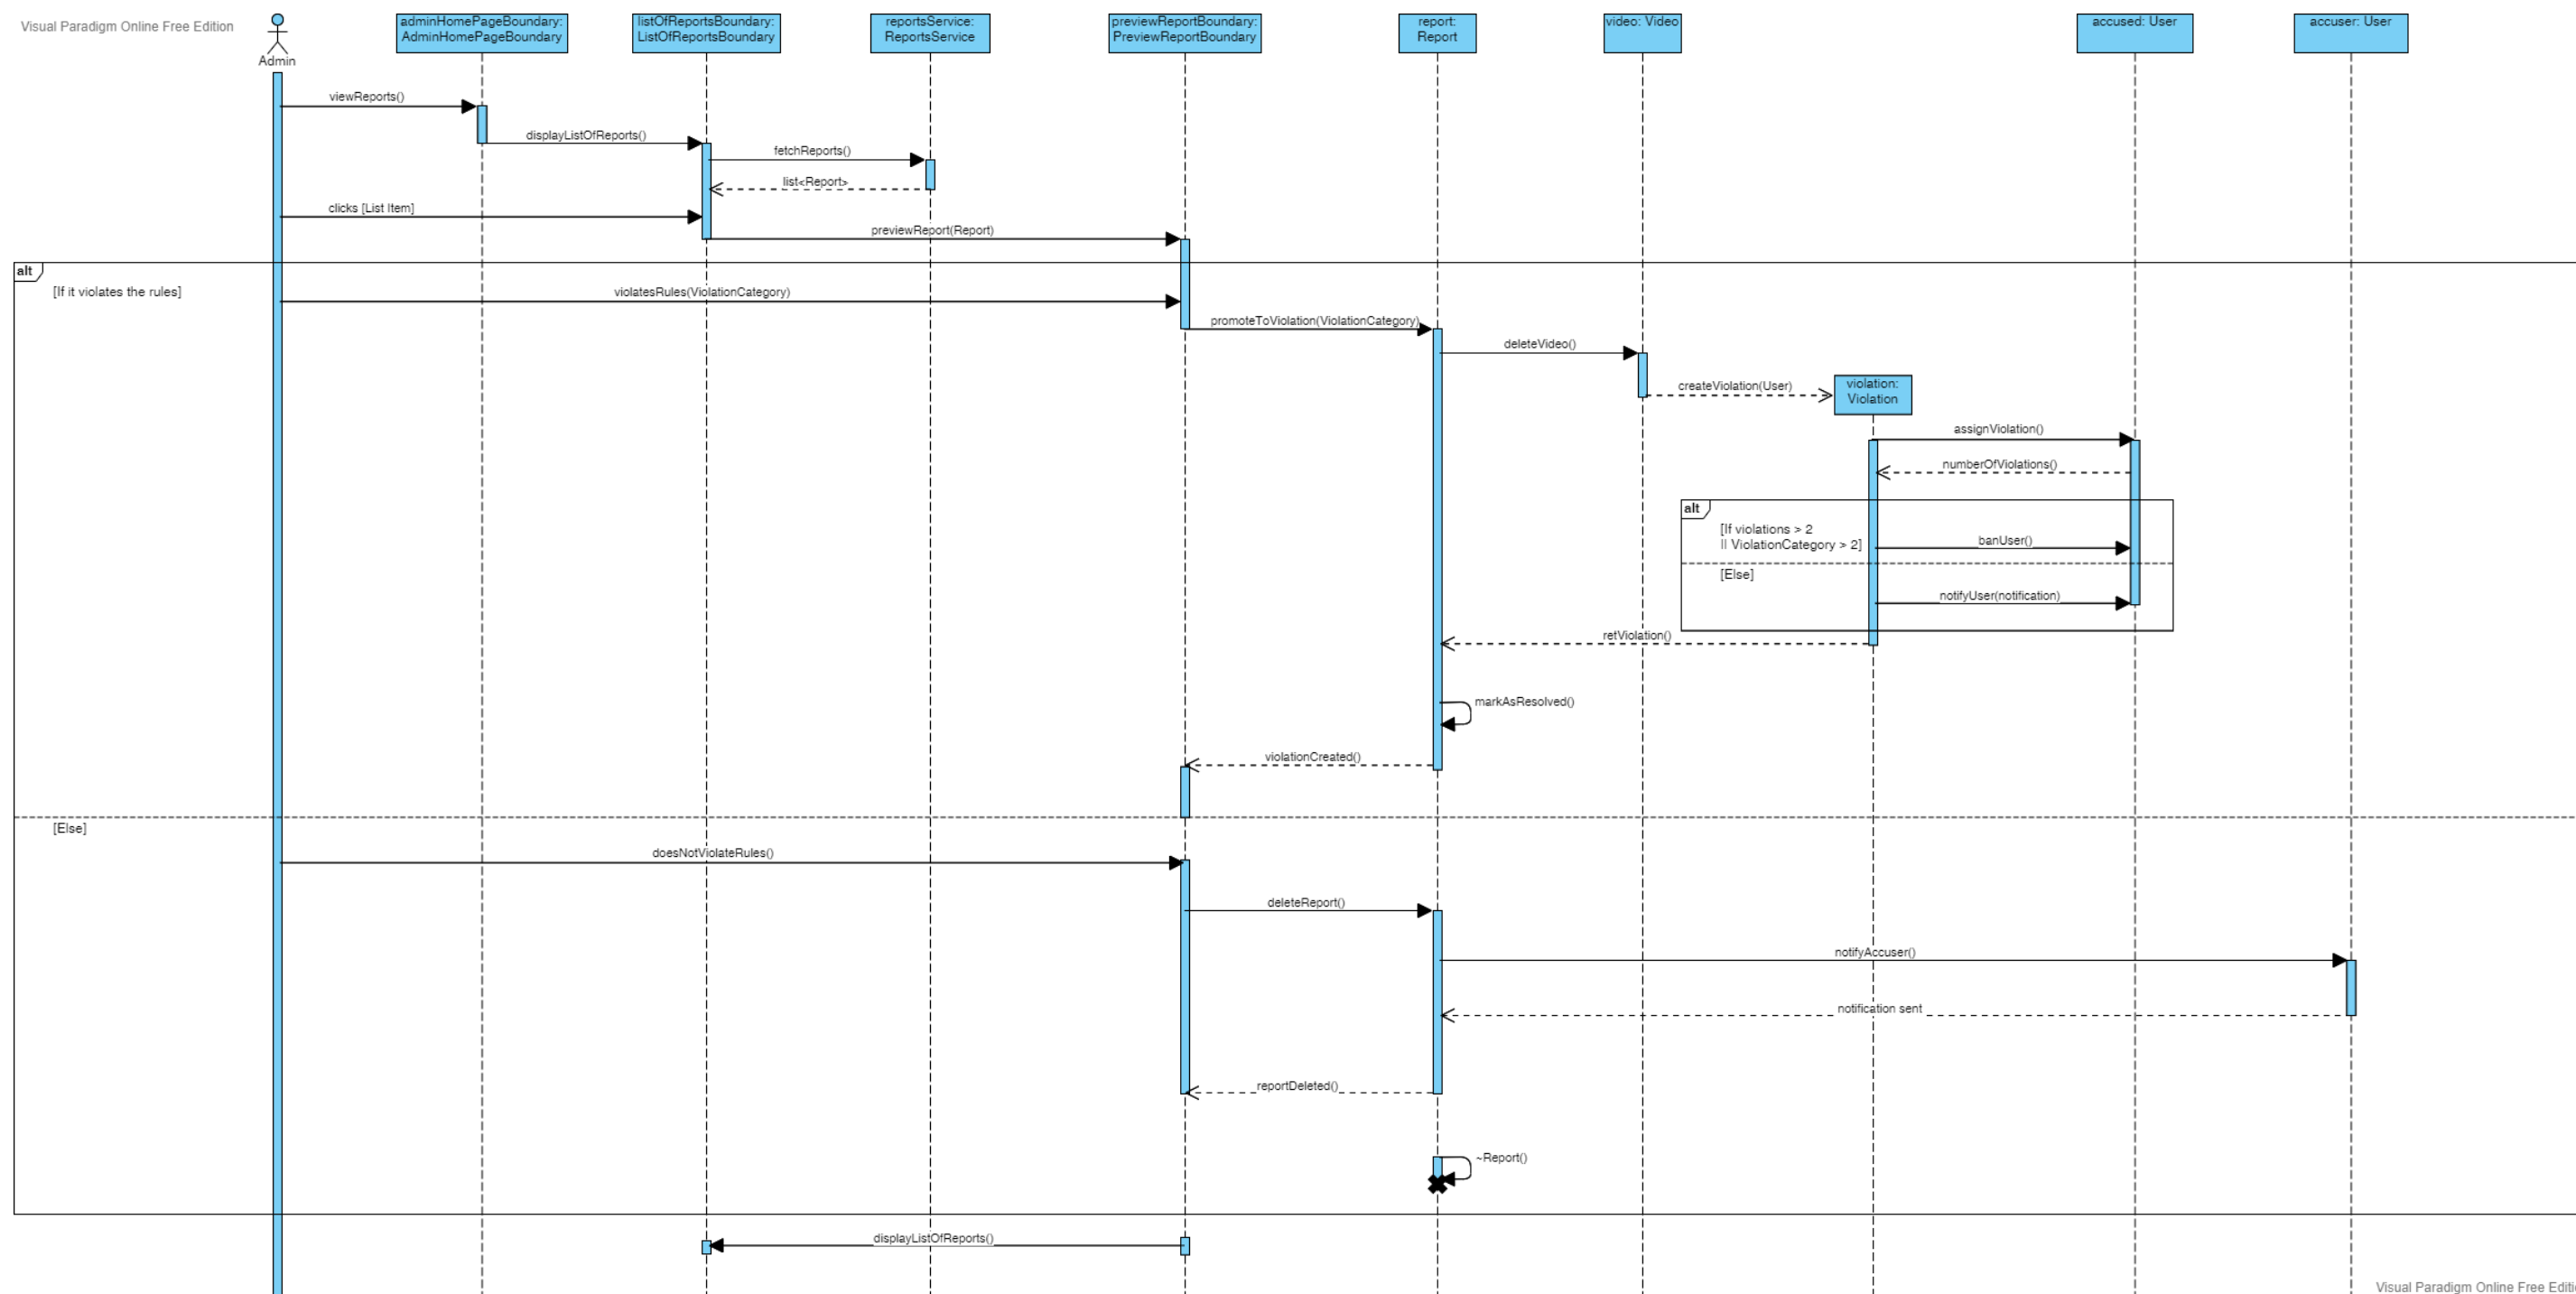 Visual Paradigm Online Free Edition
Admin
adminHomePageBoundary:
AdminHomePageBoundary
listOfReportsBoundary:
ListOfReportsBoundary
reportsService:
ReportsService
previewReportBoundary:
PreviewReportBoundary
report:
Report
video: Video
accused: User
accuser: User
viewReports()
displayListOfReports()
fetchReports()
list<Report>
clicks [List Item]
previewReport(Report)
alt
[If it violates the rules]
violatesRules(ViolationCategory)
promoteToViolation(ViolationCategory)
deleteVideo()
createViolation(User)
violation:
Violation
assignViolation()
numberOfViolations()
alt
[If violations > 2
|| ViolationCategory > 2]
banUser()
[Else]
notifyUser(notification)
retViolation()
markAsResolved()
violationCreated()
[Else]
doesNotViolateRules()
deleteReport()
notifyAccuser()
notification sent
reportDeleted()
~Report()
displayListOfReports()
Visual Paradigm Online Free Editi